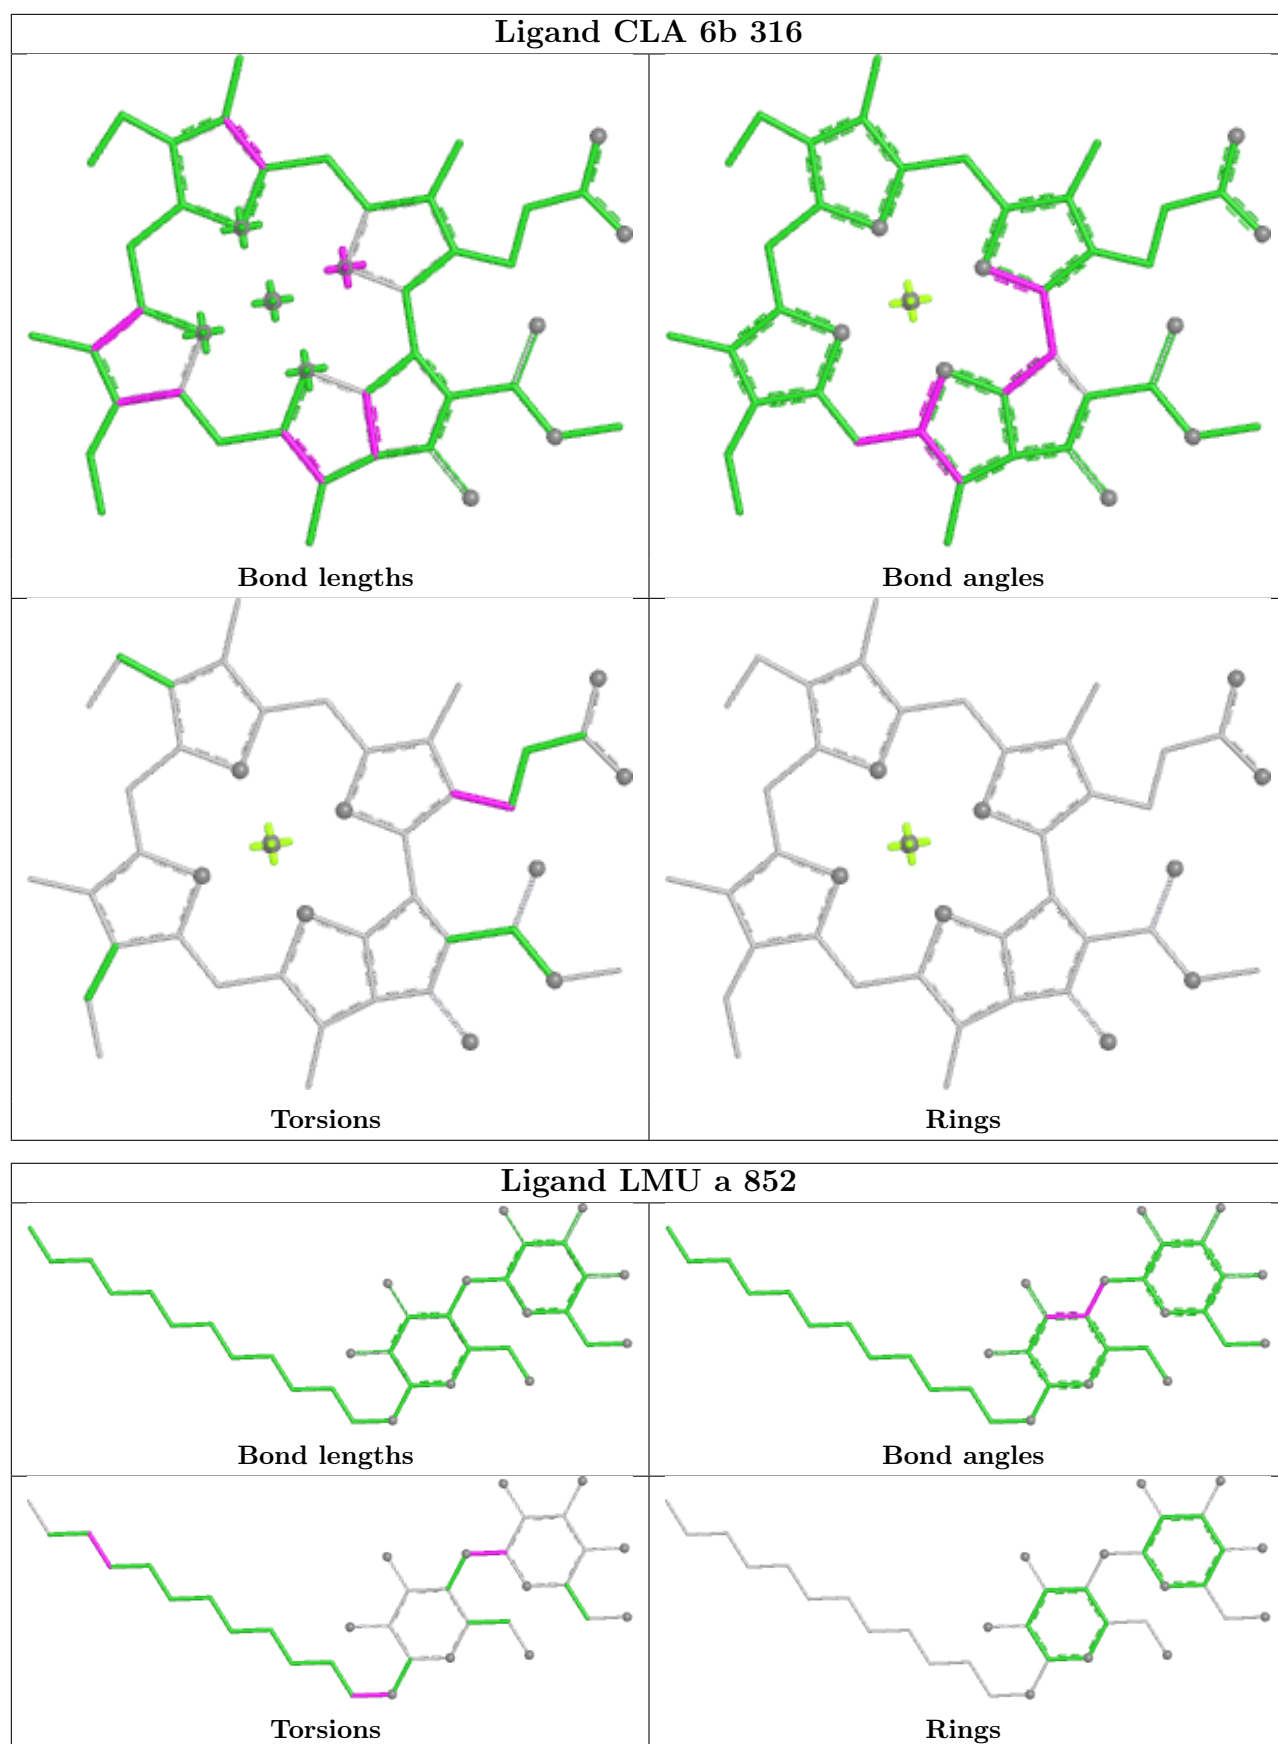 Ligand CLA 6b 316
Bond lengths
Bond angles
Torsions
Rings
Ligand LMU a 852
Bond lengths
Bond angles
Torsions
Rings